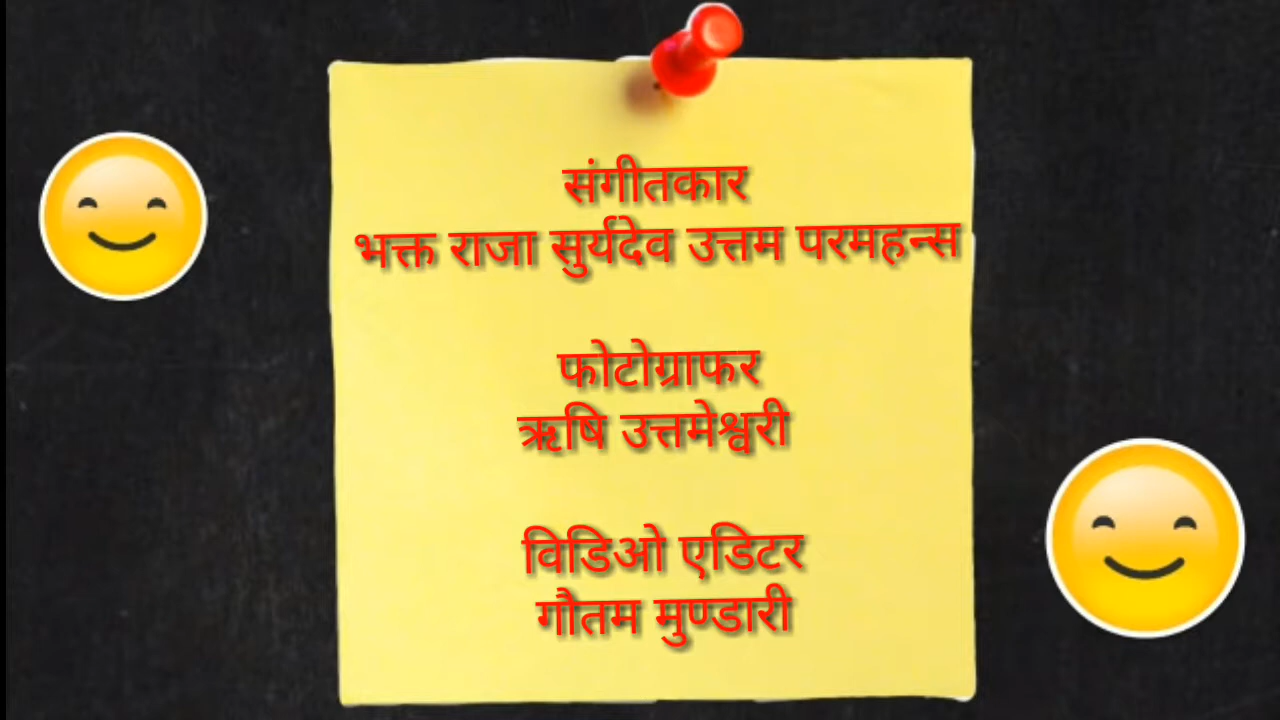 संगीतकार
भक्त राजा सुर्यदेव उत्तम परमहन्स
फोटोग्राफर
ऋषि उत्तमेश्वरी
विडिओ एडिटर
गौतम मुण्डारी